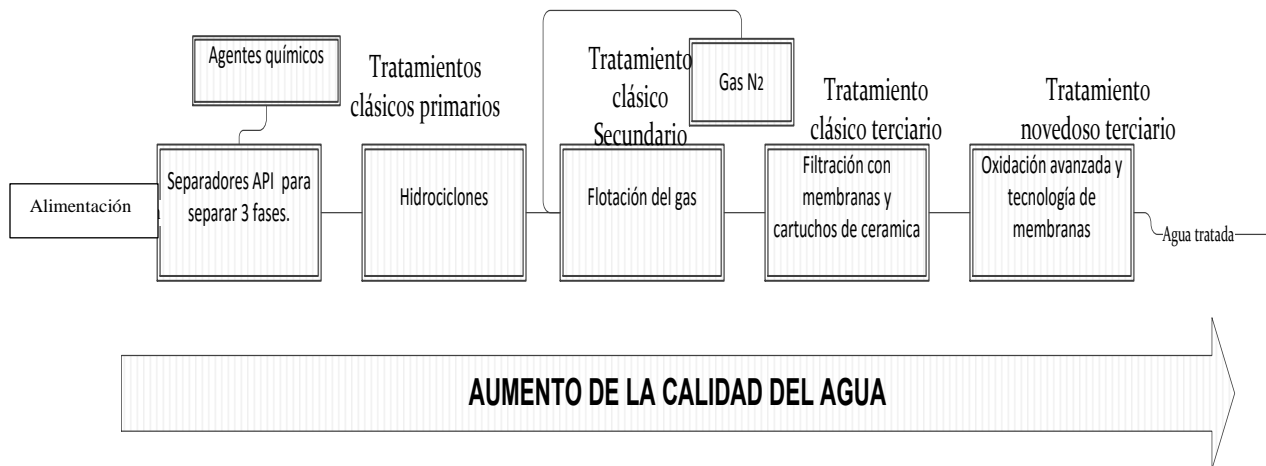 Agentes químicos
Tratamientos
clásicos primarios
Tratamiento
clásico
Secundario
Gas N2
Tratamiento
clásico terciario
Tratamiento
novedoso terciario
Alimentación
Separadores API para
separar 3 fases.
Hidrociclones
Flotación del gas
Filtración con
membranas y
cartuchos de ceramica
Oxidación avanzada y
tecnología de
membranas
Agua tratada
AUMENTO DE LA CALIDAD DEL AGUA